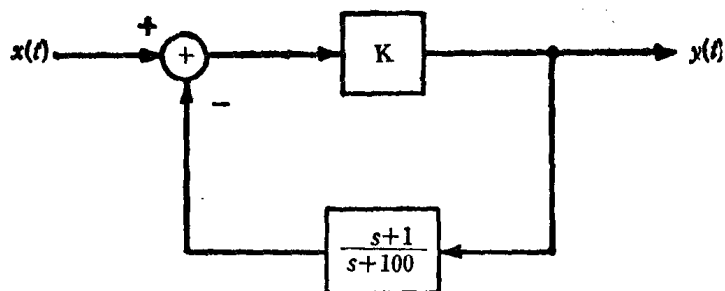 +
x(t)
+
K
y(t)
−
s+1
s+100